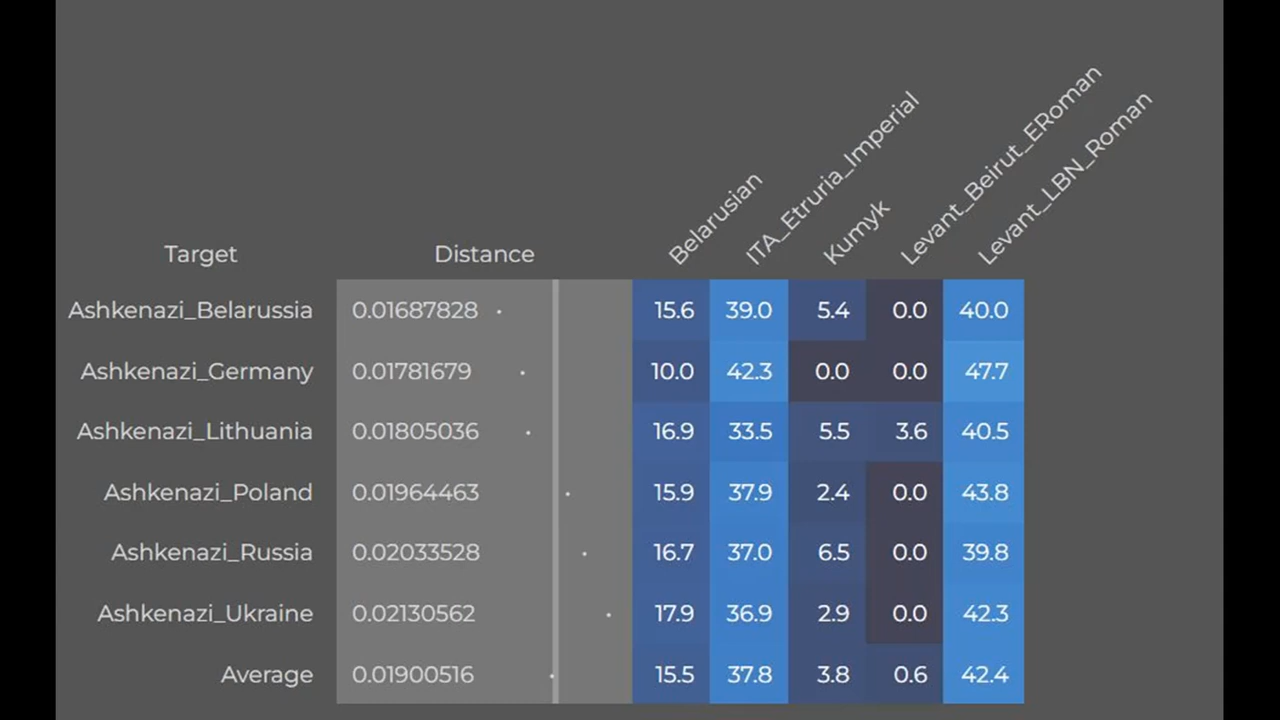 Belarusian
ITA_Etruria_Imperial
Kumyk
Levant_Beirut_ERoman
Levant_LBN_Roman
Target Distance
Ashkenazi_Belarussia 0.01687828 15.6 39.0 5.4 0.0 40.0
Ashkenazi_Germany 0.01781679 10.0 42.3 0.0 0.0 47.7
Ashkenazi_Lithuania 0.01805036 16.9 33.5 5.5 3.6 40.5
Ashkenazi_Poland 0.01964463 15.9 37.9 2.4 0.0 43.8
Ashkenazi_Russia 0.02033528 16.7 37.0 6.5 0.0 39.8
Ashkenazi_Ukraine 0.02130562 17.9 36.9 2.9 0.0 42.3
Average 0.01900516 15.5 37.8 3.8 0.6 42.4